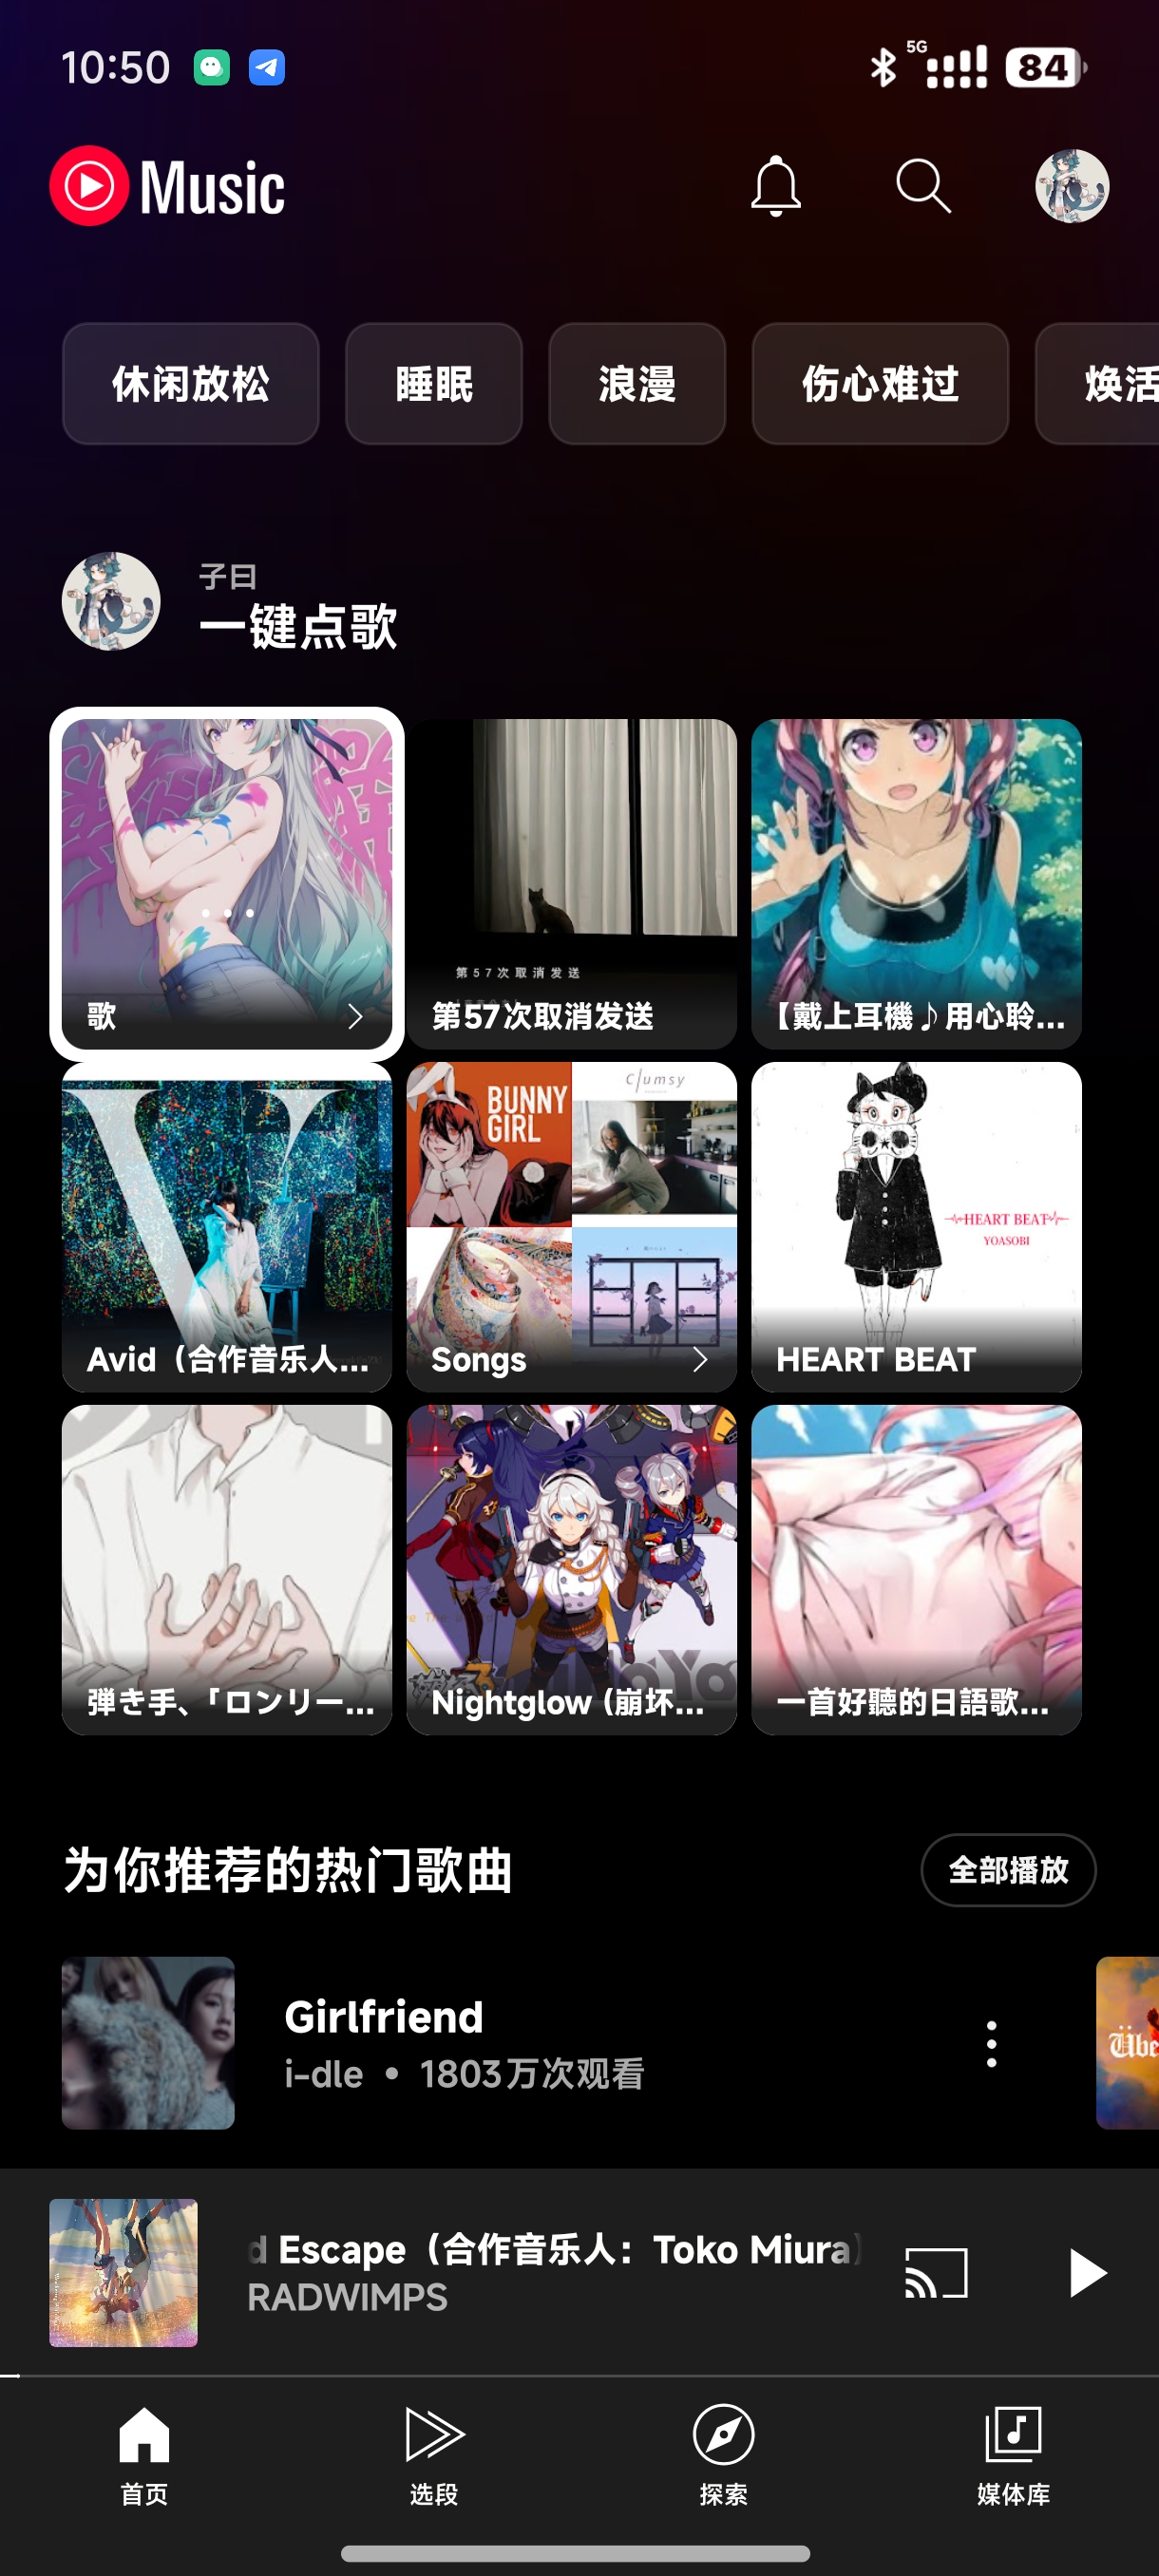 10:50
5G
84
Music
休闲放松
睡眠
浪漫
伤心难过
焕活
子曰
一键点歌
歌
第57次取消发送
第57次取消发送
【戴上耳機♪用心聆...
Avid（合作音乐人...
BUNNY
GIRL
Clumsy
Songs
HEART BEAT
YOASOBI
HEART BEAT
弾き手、「ロンリー...
Nightglow (崩坏...
一首好聽的日語歌...
为你推荐的热门歌曲
全部播放
Girlfriend
i-dle • 1803万次观看
Übe
d Escape（合作音乐人：Toko Miura）
RADWIMPS
首页
选段
探索
媒体库